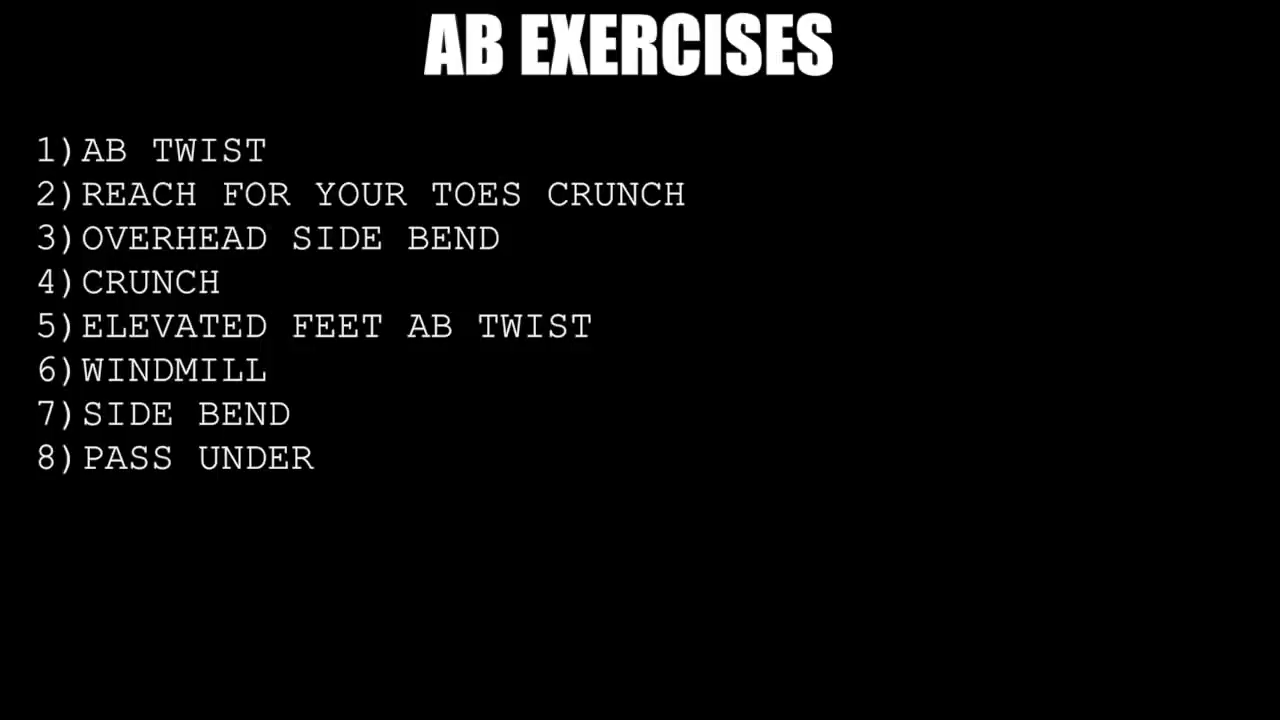 AB EXERCISES
1)AB TWIST
2)REACH FOR YOUR TOES CRUNCH
3)OVERHEAD SIDE BEND
4)CRUNCH
5)ELEVATED FEET AB TWIST
6)WINDMILL
7)SIDE BEND
8)PASS UNDER